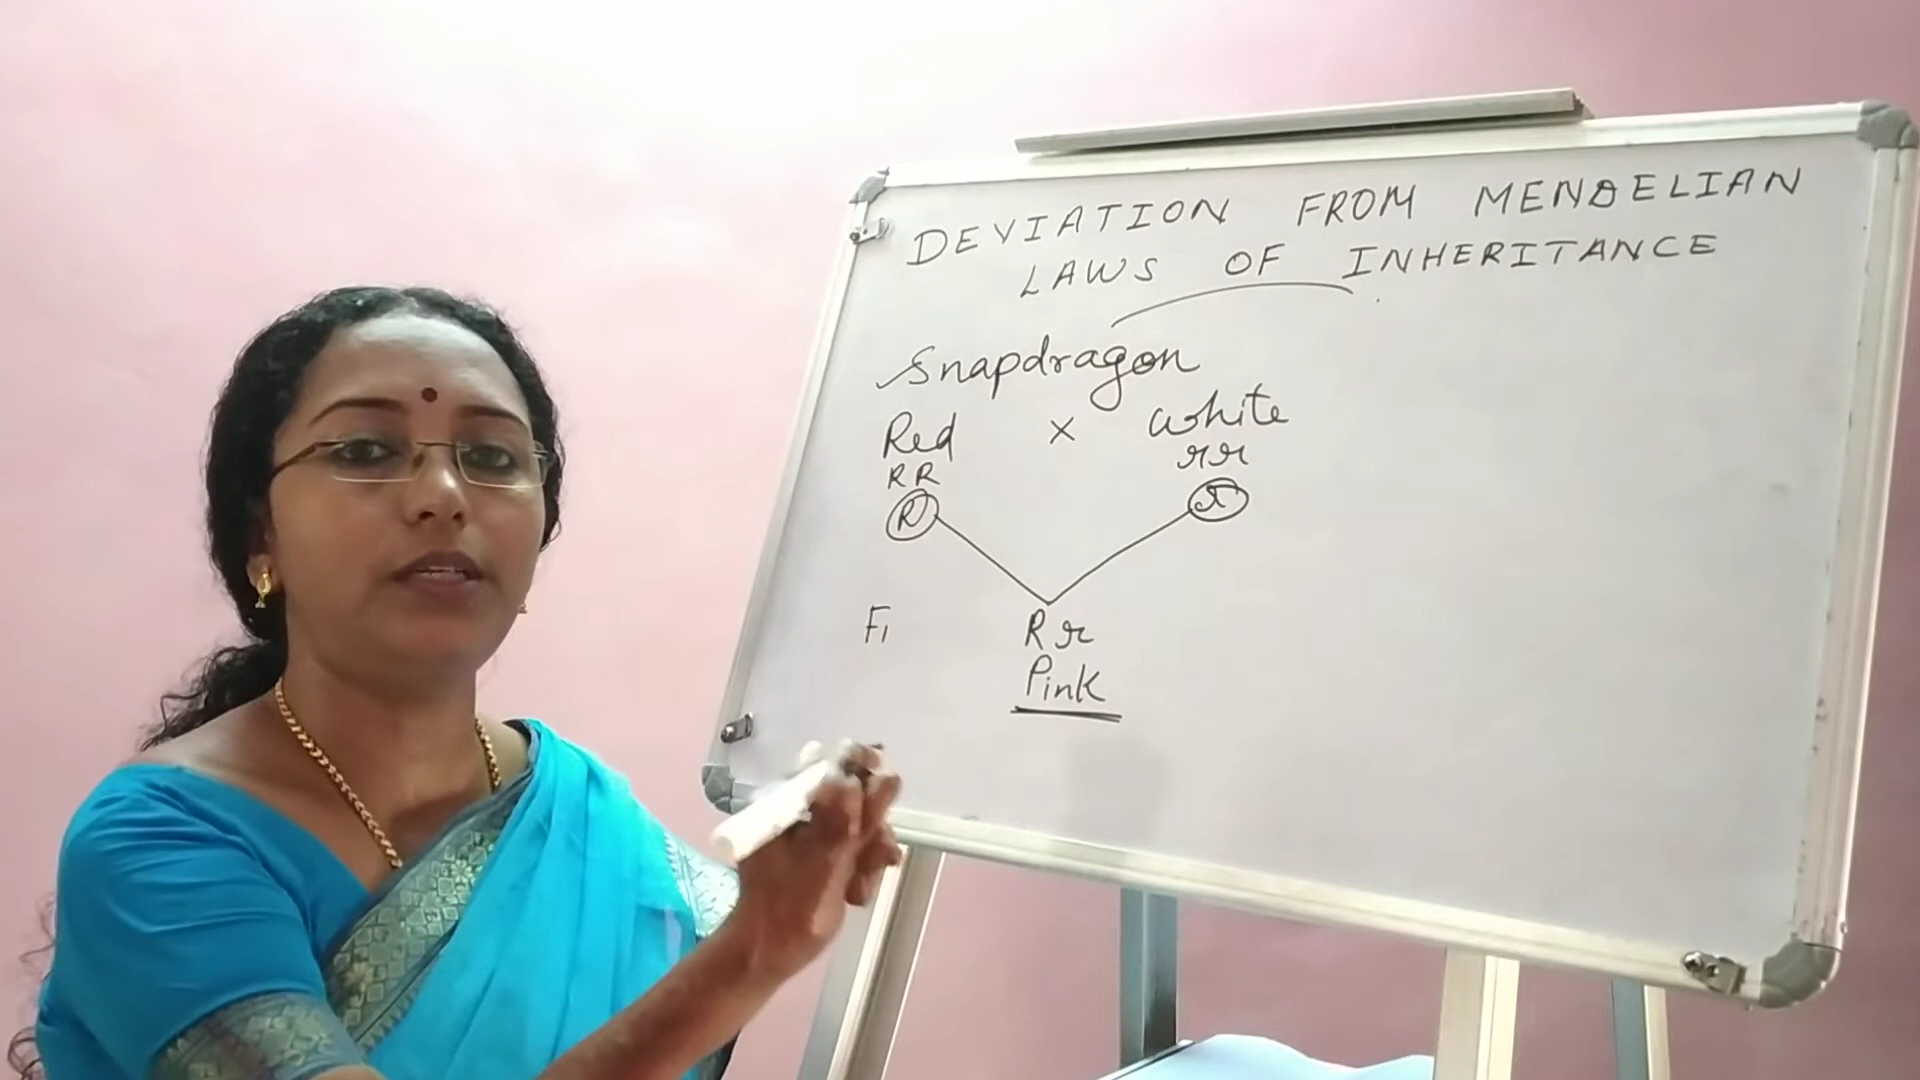 DEVIATION FROM MENDELIAN
LAWS OF INHERITANCE
Snapdragon
Red × White
RR rr
R r
F1 Rr
Pink